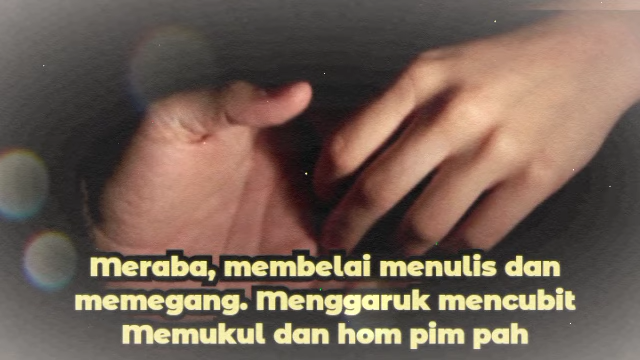 Meraba, membelai menulis dan
memegang. Menggaruk mencubit
Memukul dan hom pim pah